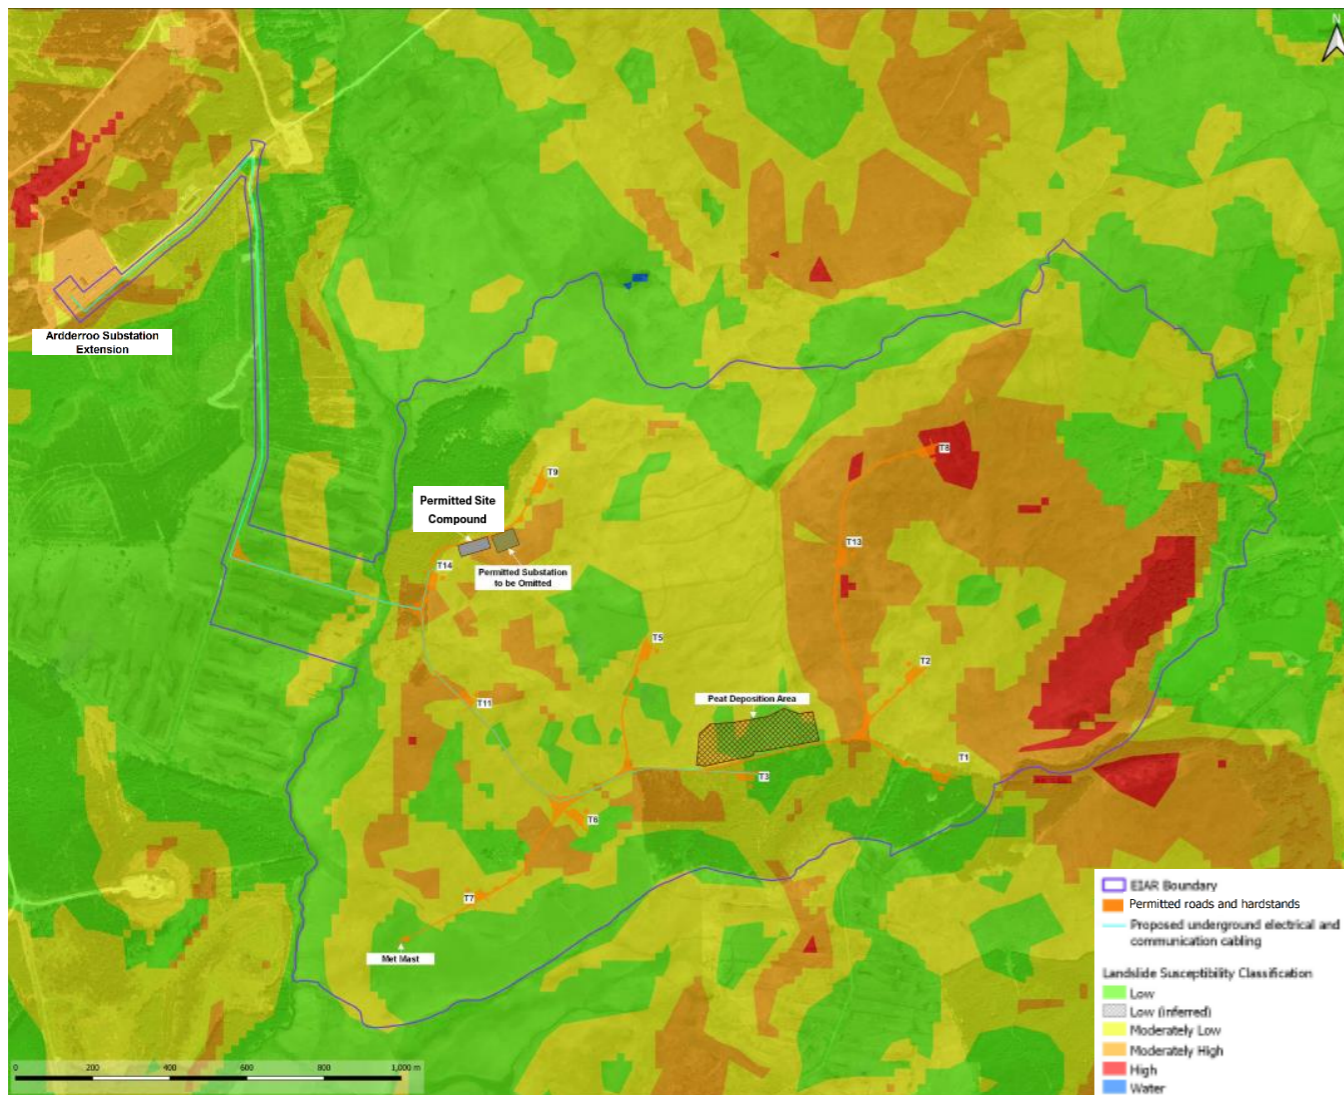 N
Ardderroo Substation
Extension
T9
T8
Permitted Site
Compound
T13
T14
Permitted Substation
to be Omitted
T5
T2
T11
Peat Deposition Area
T1
T3
T6
T7
Met Mast
EIAR Boundary
Permitted roads and hardstands
Proposed underground electrical and
communication cabling
Landslide Susceptibility Classification
Low
Low (inferred)
Moderately Low
Moderately High
High
Water
0 200 400 600 800 1,000 m